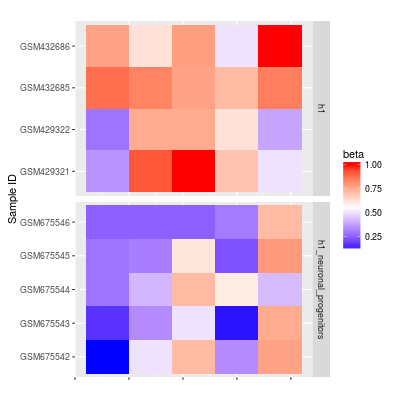 GSM432686
GSM432685
GSM429322
GSM429321
h1
GSM675546
GSM675545
GSM675544
GSM675543
GSM675542
h1_neuronal_progenitors
Sample ID
beta
1.00
0.75
0.50
0.25